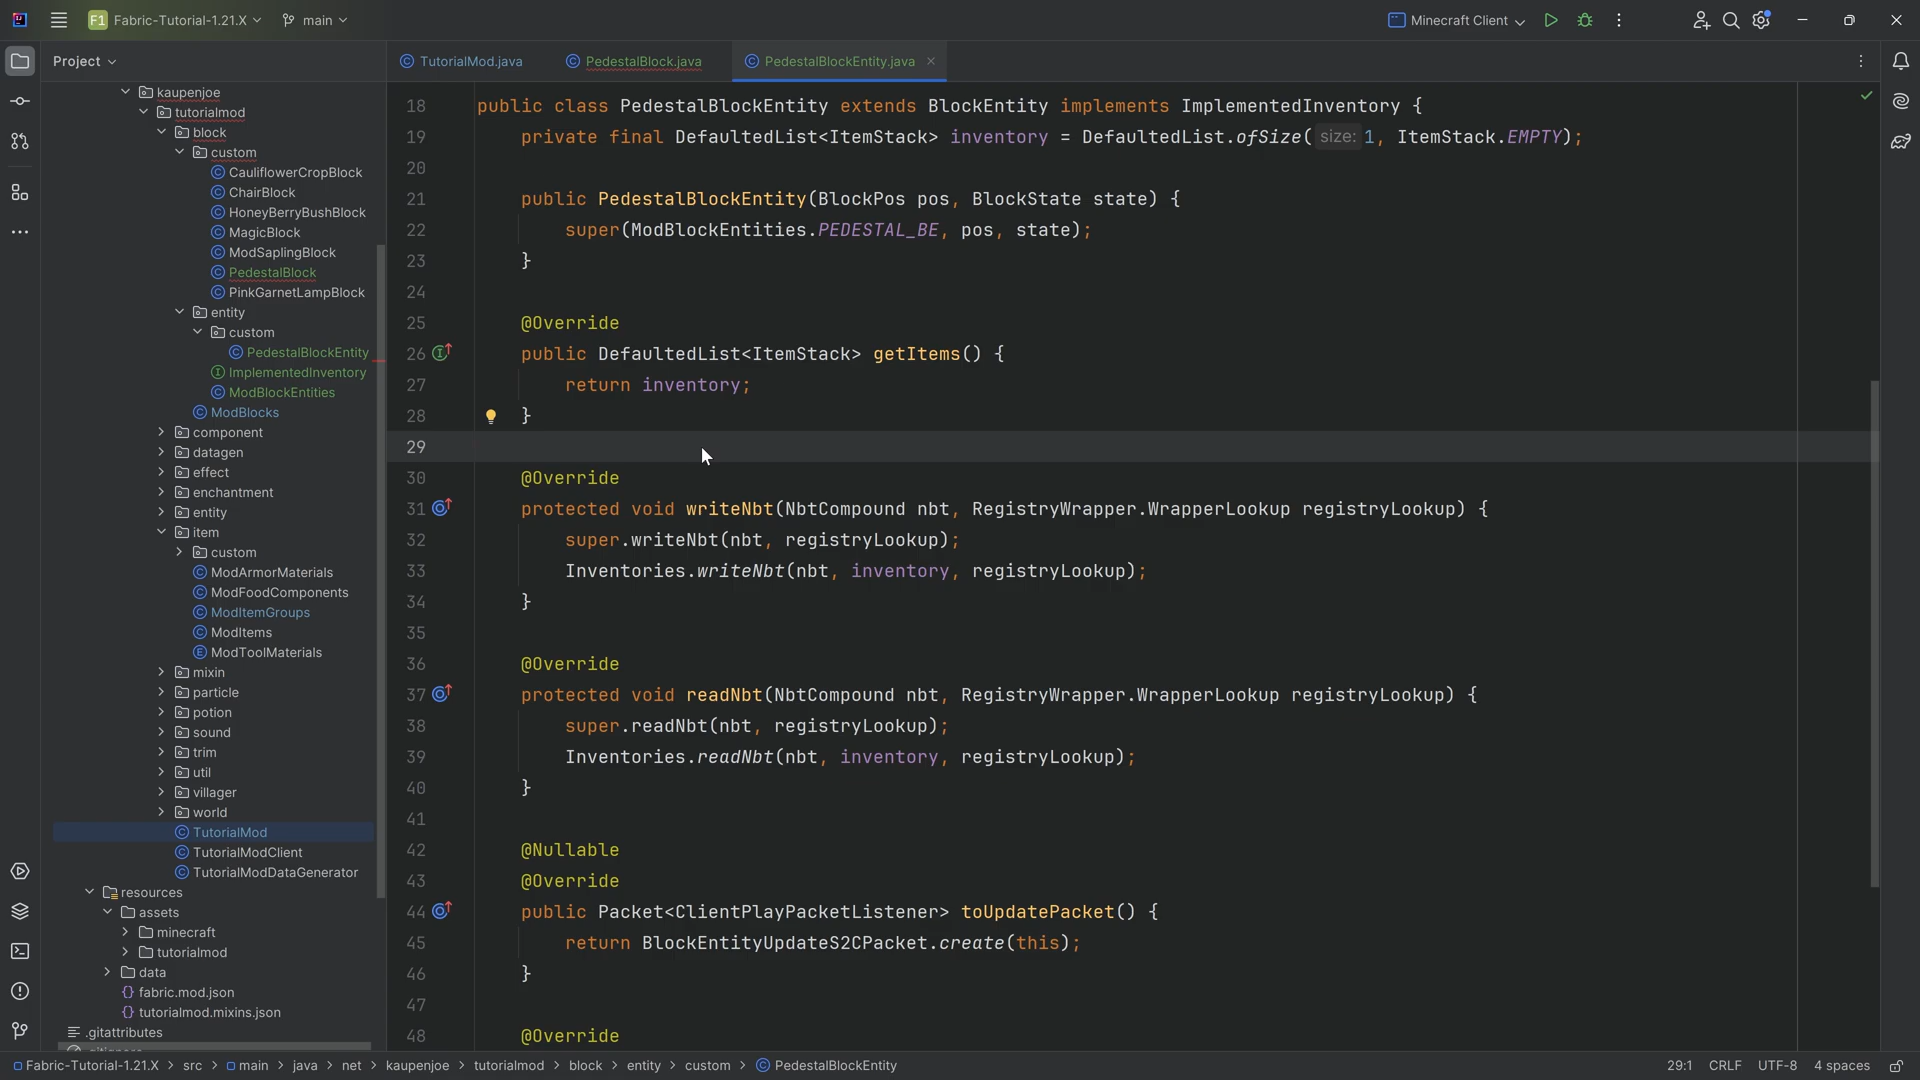 F1 Fabric-Tutorial-1.21.X main Minecraft Client
Project
TutorialMod.java PedestalBlock.java PedestalBlockEntity.java
kaupenjoe
tutorialmod
block
custom
CauliflowerCropBlock
ChairBlock
HoneyBerryBushBlock
MagicBlock
ModSaplingBlock
PedestalBlock
PinkGarnetLampBlock
entity
custom
PedestalBlockEntity
ImplementedInventory
ModBlockEntities
ModBlocks
component
datagen
effect
enchantment
entity
item
custom
ModArmorMaterials
ModFoodComponents
ModItemGroups
ModItems
ModToolMaterials
mixin
particle
potion
sound
trim
util
villager
world
TutorialMod
TutorialModClient
TutorialModDataGenerator
resources
assets
minecraft
tutorialmod
data
fabric.mod.json
tutorialmod.mixins.json
.gitattributes
18 public class PedestalBlockEntity extends BlockEntity implements ImplementedInventory {
19 private final DefaultedList<ItemStack> inventory = DefaultedList.ofSize( size: 1, ItemStack.EMPTY);
20
21 public PedestalBlockEntity(BlockPos pos, BlockState state) {
22 super(ModBlockEntities.PEDESTAL_BE, pos, state);
23 }
24
25 @Override
26 public DefaultedList<ItemStack> getItems() {
27 return inventory;
28 }
29
30 @Override
31 protected void writeNbt(NbtCompound nbt, RegistryWrapper.WrapperLookup registryLookup) {
32 super.writeNbt(nbt, registryLookup);
33 Inventories.writeNbt(nbt, inventory, registryLookup);
34 }
35
36 @Override
37 protected void readNbt(NbtCompound nbt, RegistryWrapper.WrapperLookup registryLookup) {
38 super.readNbt(nbt, registryLookup);
39 Inventories.readNbt(nbt, inventory, registryLookup);
40 }
41
42 @Nullable
43 @Override
44 public Packet<ClientPlayPacketListener> toUpdatePacket() {
45 return BlockEntityUpdateS2CPacket.create(this);
46 }
47
48 @Override
Fabric-Tutorial-1.21.X > src > main > java > net > kaupenjoe > tutorialmod > block > entity > custom > PedestalBlockEntity 29:1 CRLF UTF-8 4 spaces